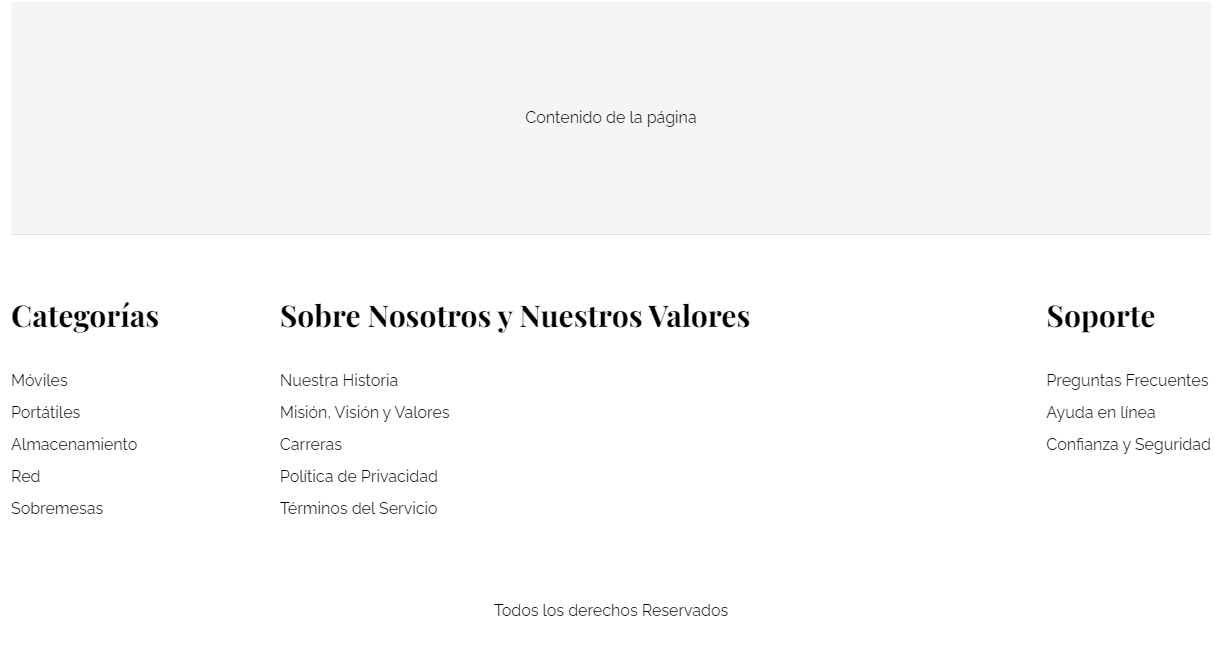 Contenido de la página
Categorías
Móviles
Portátiles
Almacenamiento
Red
Sobremesas
Sobre Nosotros y Nuestros Valores
Nuestra Historia
Misión, Visión y Valores
Carreras
Política de Privacidad
Términos del Servicio
Soporte
Preguntas Frecuentes
Ayuda en línea
Confianza y Seguridad
Todos los derechos Reservados